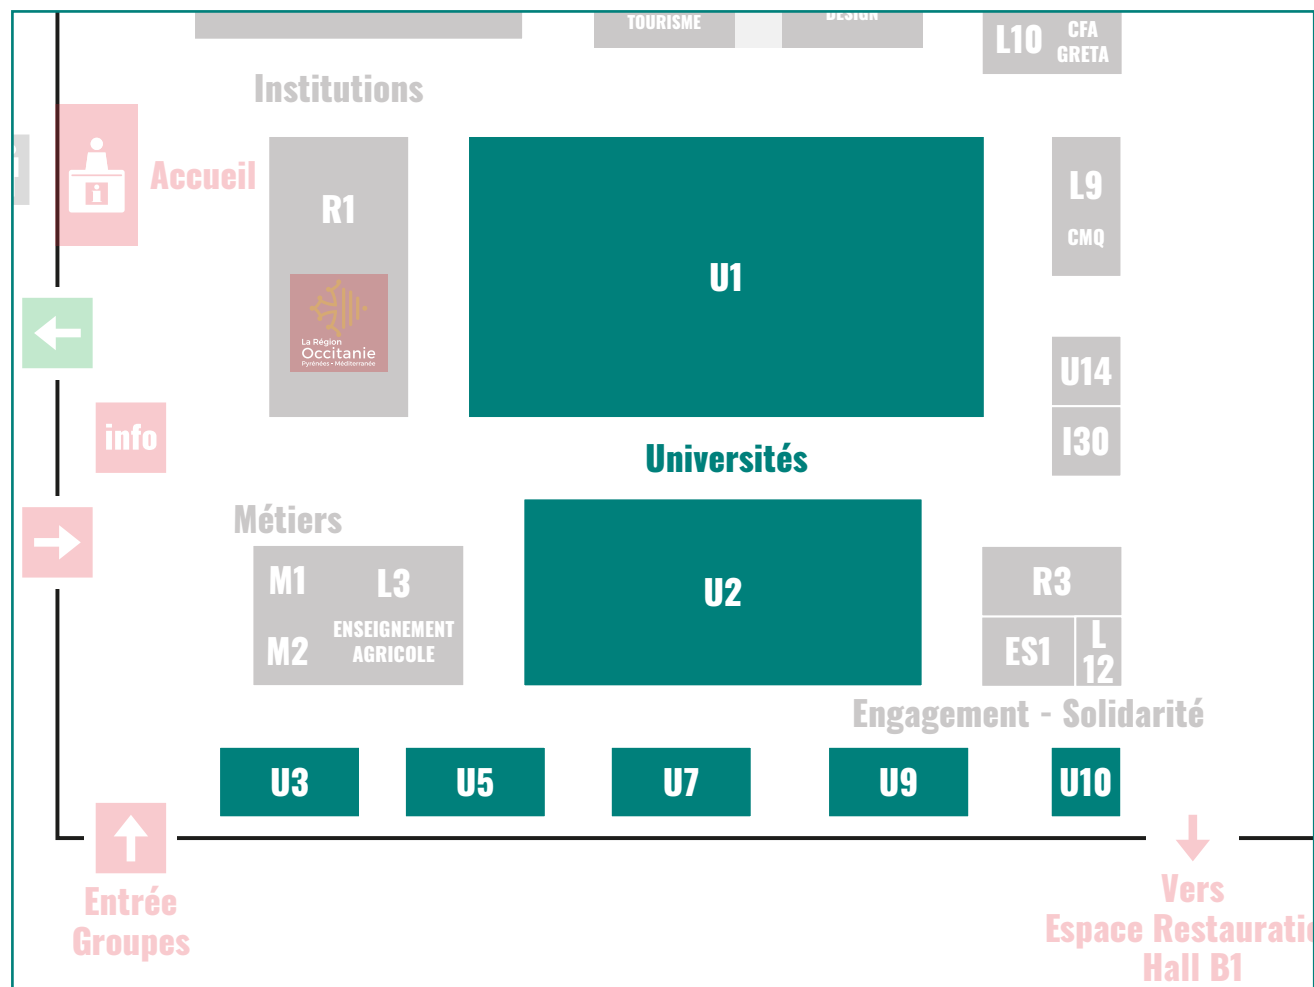 TOURISME
DESIGN
L10
CFA
GRETA
Institutions
Accueil
R1
La Région
Occitanie
Pyrénées - Méditerranée
U1
L9
CMQ
U14
I30
info
Universités
Métiers
M1
L3
M2
ENSEIGNEMENT
AGRICOLE
U2
R3
ES1
L
12
Engagement - Solidarité
U3
U5
U7
U9
U10
Entrée
Groupes
Vers
Espace Restauratio
Hall B1